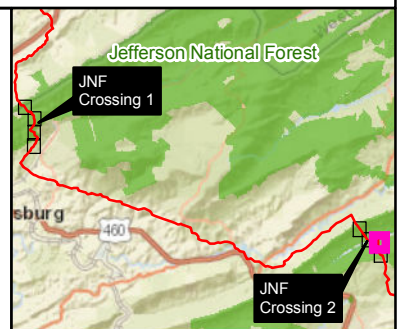 Jefferson National Forest
JNF
Crossing 1
sburg
460
JNF
Crossing 2